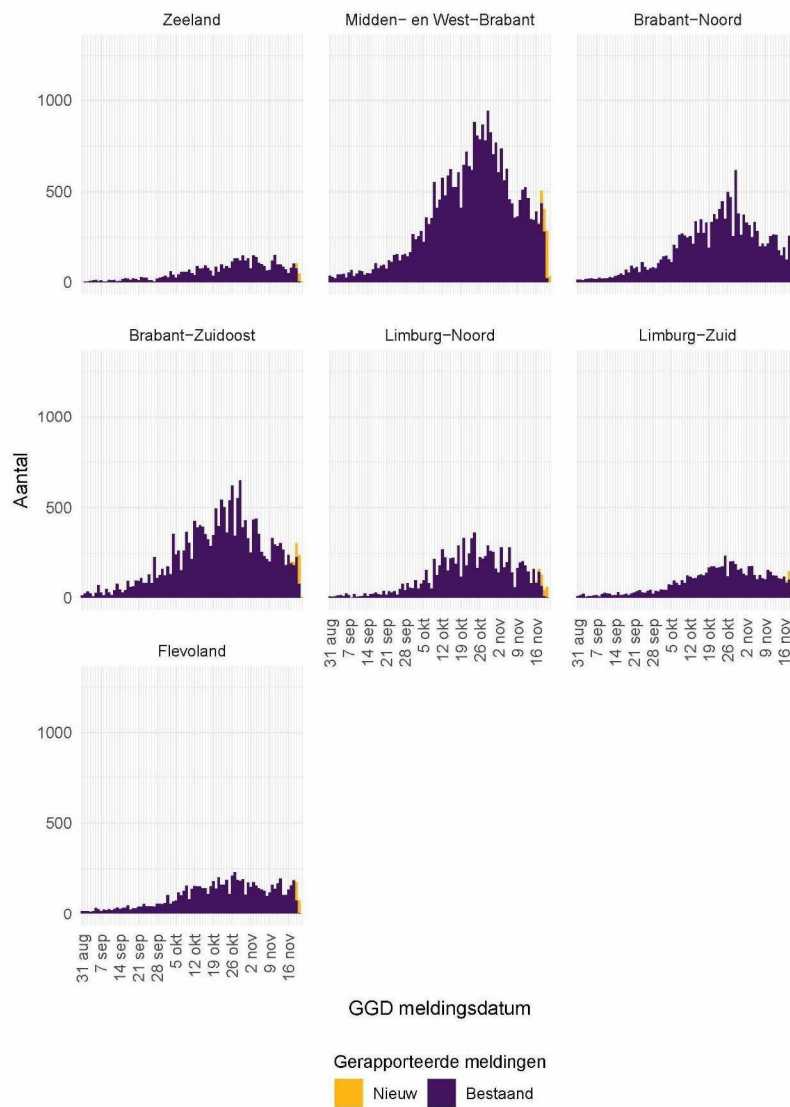 Zeeland
Midden- en West-Brabant
Brabant-Noord
1000
500
0
Brabant-Zuidoost
Limburg-Noord
Limburg-Zuid
1000
500
0
31 aug
7 sep
14 sep
21 sep
28 sep
5 okt
12 okt
19 okt
26 okt
2 nov
9 nov
16 nov
31 aug
7 sep
14 sep
21 sep
28 sep
5 okt
12 okt
19 okt
26 okt
2 nov
9 nov
16 nov
Aantal
Flevoland
1000
500
0
31 aug
7 sep
14 sep
21 sep
28 sep
5 okt
12 okt
19 okt
26 okt
2 nov
9 nov
16 nov
GGD meldingsdatum
Gerapporteerde meldingen
Nieuw
Bestaand